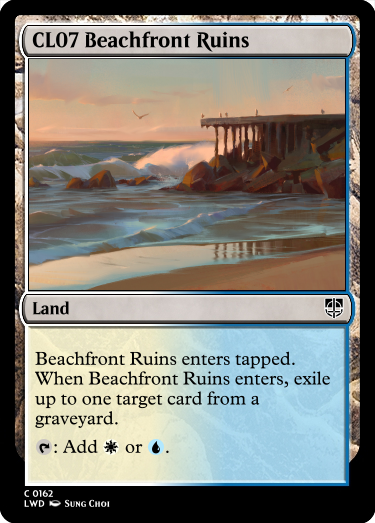 CL07 Beachfront Ruins
Land
Beachfront Ruins enters tapped.
When Beachfront Ruins enters, exile
up to one target card from a
graveyard.
: Add or .
C 0162
LWD Sung Choi